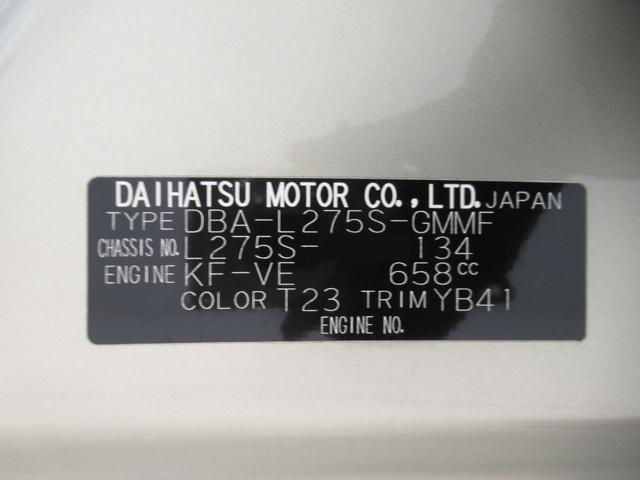 DAIHATSU MOTOR CO.,LTD. JAPAN
TYPE DBA-L275S-GMMF
CHASSIS NO. L275S- 134
ENGINE KF-VE 658cc
COLOR T23 TRIM YB41
ENGINE NO.